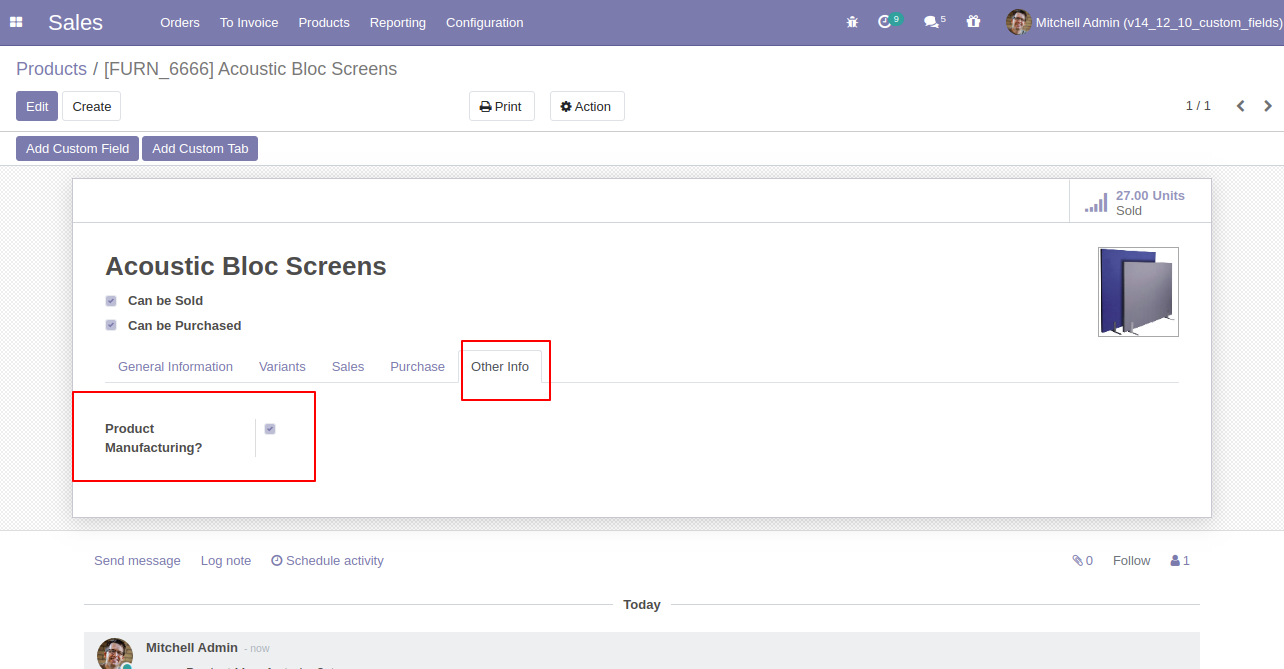 Sales Orders To Invoice Products Reporting Configuration 9 5 Mitchell Admin (v14_12_10_custom_fields)
Products / [FURN_6666] Acoustic Bloc Screens
Edit Create Print Action 1 / 1
Add Custom Field Add Custom Tab
27.00 Units
Sold
Acoustic Bloc Screens
Can be Sold
Can be Purchased
General Information Variants Sales Purchase Other Info
Product
Manufacturing?
Send message Log note Schedule activity 0 Follow 1
Today
Mitchell Admin - now